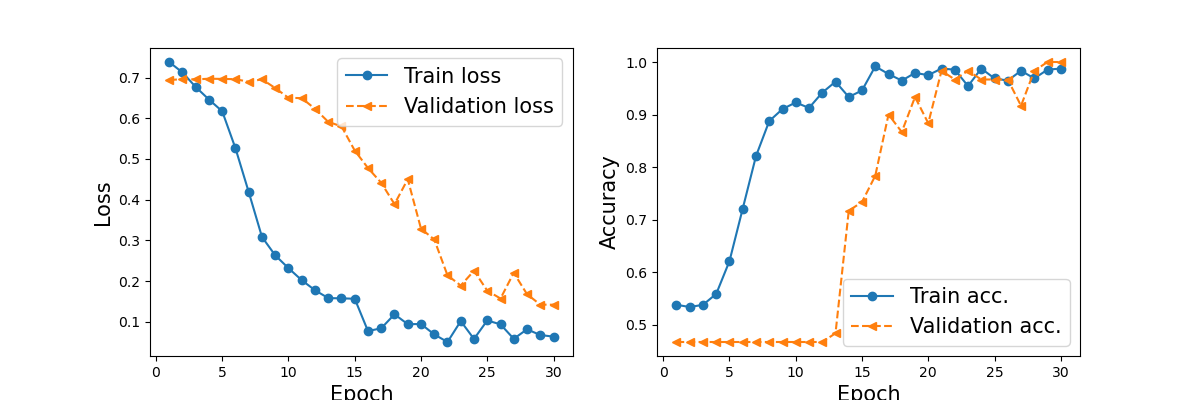 0.7
0.6
0.5
0.4
0.3
0.2
0.1
Loss
0 5 10 15 20 25 30
Epoch
Train loss
Validation loss
1.0
0.9
0.8
0.7
0.6
0.5
Accuracy
0 5 10 15 20 25 30
Epoch
Train acc.
Validation acc.